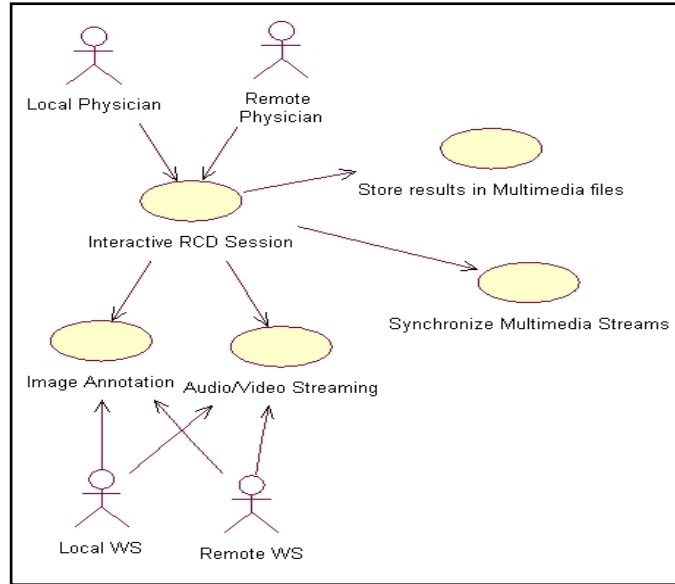 Local Physician
Remote
Physician
Store results in Multimedia files
Interactive RCD Session
Synchronize Multimedia Streams
Image Annotation
Audio/Video Streaming
Local WS
Remote WS